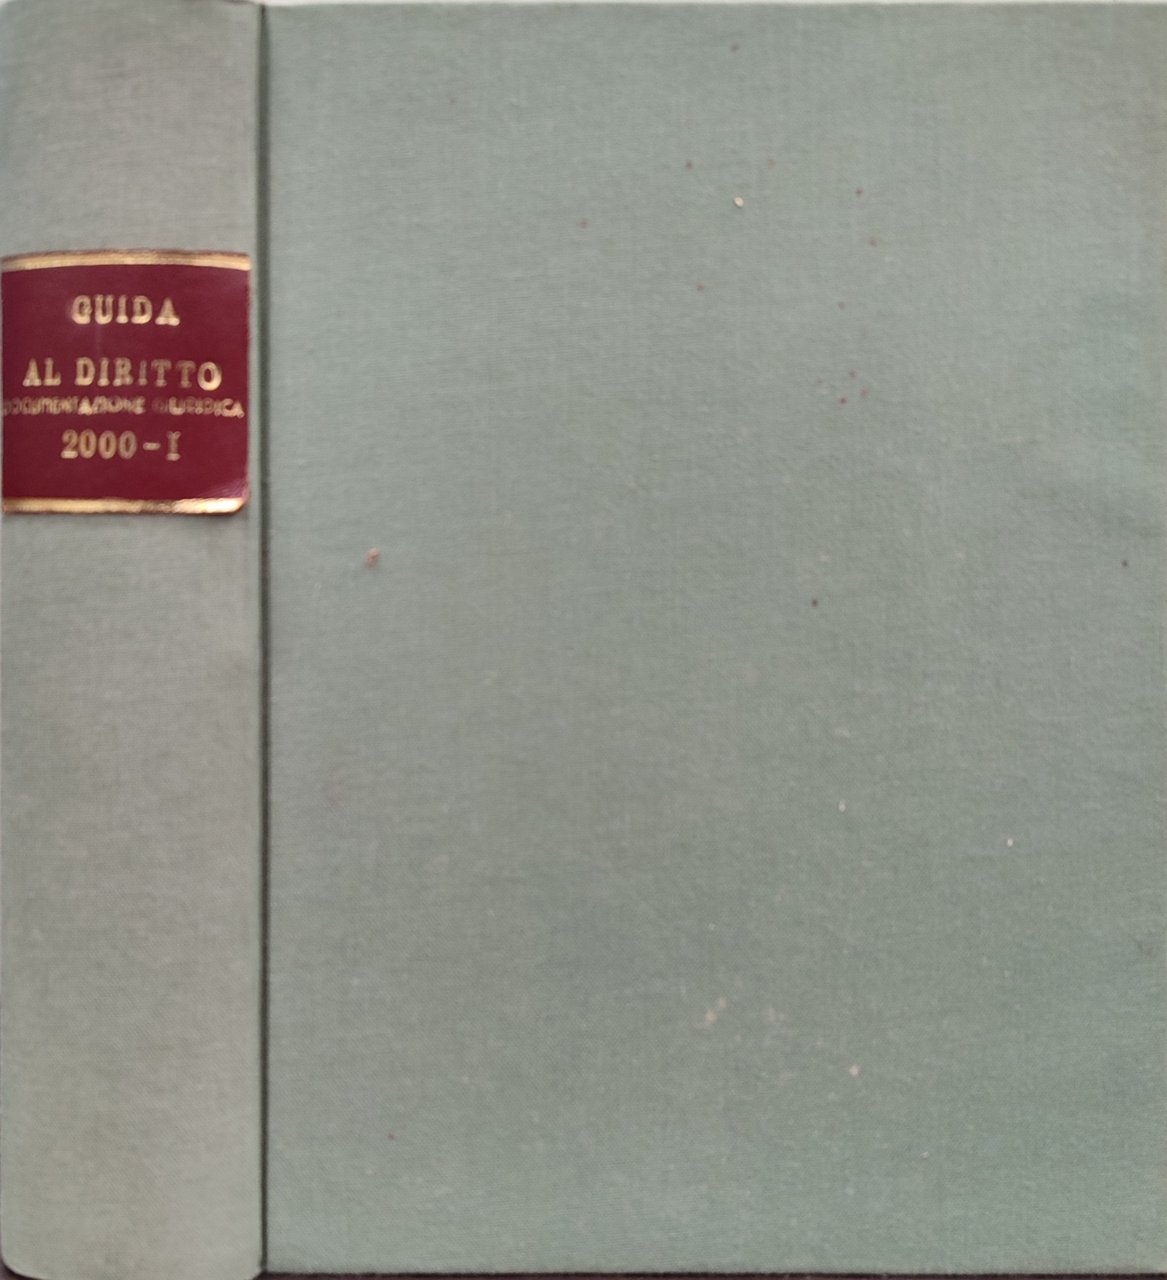 GUIDA
AL DIRITTO
DOCUMENTAZIONE GIURIDICA
2000-I